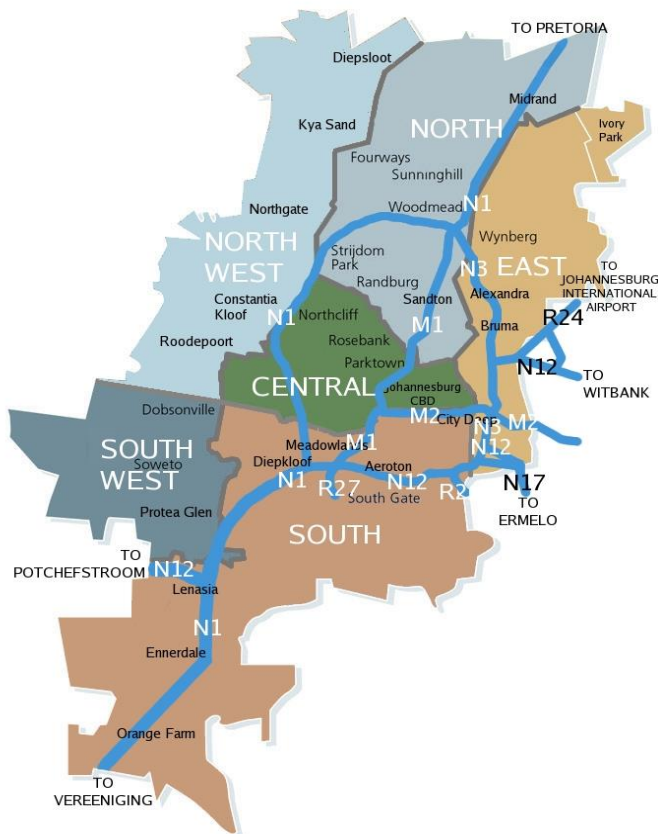 TO PRETORIA
Diepsloot
Midrand
Kya Sand
NORTH
Ivory
Park
Fourways
Sunninghill
Northgate
Woodmead
N1
NORTH
WEST
Wynberg
Strijdom
Park
N3
EAST
TO
JOHANNESBURG
INTERNATIONAL
AIRPORT
Randburg
Constantia
Kloof
Sandton
Alexandra
N1
Northcliff
M1
Bruma
R24
Roodepoort
Rosebank
Parktown
N12
TO
WITBANK
CENTRAL
Johannesburg
CBD
Dobsonville
M2
City Deep
N3
M2
SOUTH
WEST
Soweto
Meadowlands
M1
N12
Diepkloof
Aeroton
N1
R27
N12
R2
N17
South Gate
TO
ERMELO
Protea Glen
SOUTH
TO
POTCHEFSTROOM
N12
Lenasia
N1
Ennerdale
Orange Farm
TO
VEREENIGING